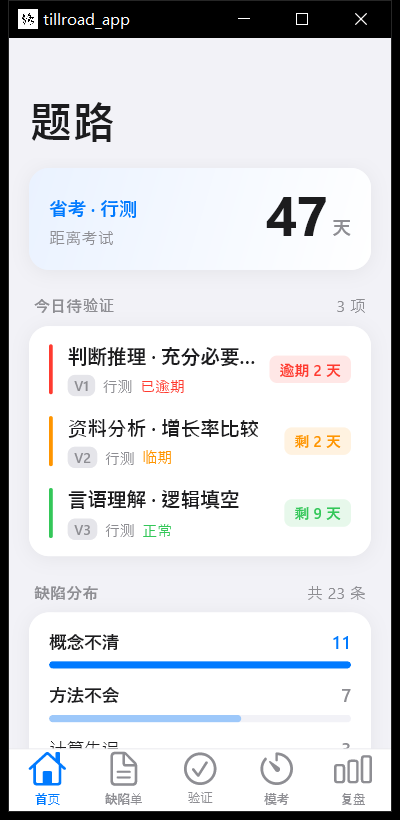 tillroad_app
题路
省考 · 行测
距离考试
47 天
今日待验证
3 项
判断推理 · 充分必要...
V1 行测 已逾期
逾期 2 天
资料分析 · 增长率比较
V2 行测 临期
剩 2 天
言语理解 · 逻辑填空
V3 行测 正常
剩 9 天
缺陷分布
共 23 条
概念不清
11
方法不会
7
首页
缺陷单
验证
模考
复盘